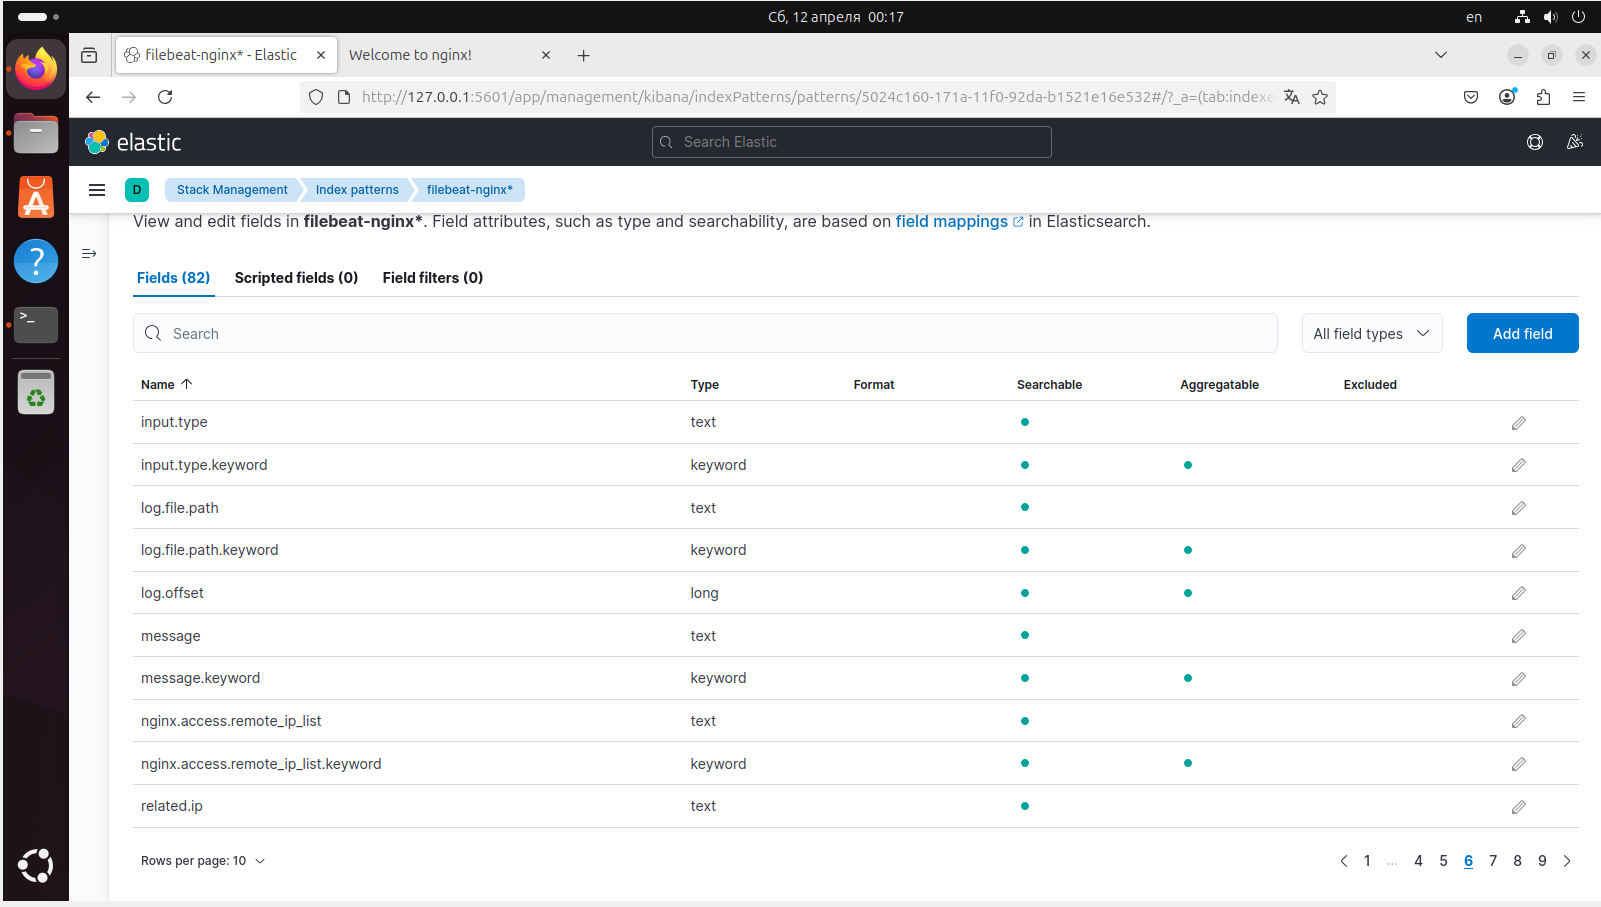 Сб, 12 апреля 00:17
en
filebeat-nginx* - Elastic
Welcome to nginx!
http://127.0.0.1:5601/app/management/kibana/indexPatterns/patterns/5024c160-171a-11f0-92da-b1521e16e532#/?_a=(tab:indexe
elastic
Search Elastic
D
Stack Management
Index patterns
filebeat-nginx*
View and edit fields in filebeat-nginx*. Field attributes, such as type and searchability, are based on field mappings in Elasticsearch.
Fields (82)
Scripted fields (0)
Field filters (0)
Search
All field types
Add field
Name Type Format Searchable Aggregatable Excluded
input.type text
input.type.keyword keyword
log.file.path text
log.file.path.keyword keyword
log.offset long
message text
message.keyword keyword
nginx.access.remote_ip_list text
nginx.access.remote_ip_list.keyword keyword
related.ip text
Rows per page: 10
1 ... 4 5 6 7 8 9